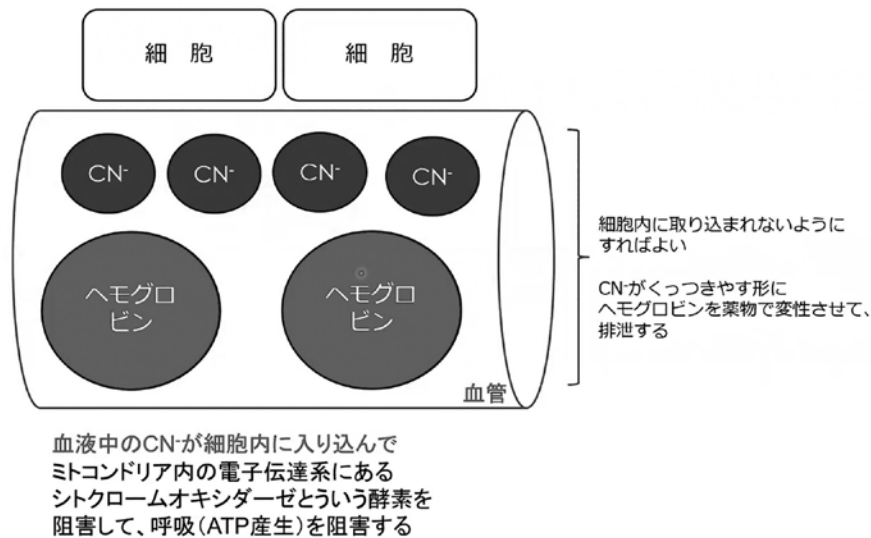 細 胞
細 胞
CN-
CN-
CN-
CN-
ヘモグロ
ビン
ヘモグロ
ビン
血管
細胞内に取り込まれないように
すればよい
CN-がくっつきやす形に
ヘモグロビンを薬物で変性させて、
排泄する
血液中のCN-が細胞内に入り込んで
ミトコンドリア内の電子伝達系にある
シトクロームオキシダーゼとういう酵素を
阻害して、呼吸(ATP産生)を阻害する